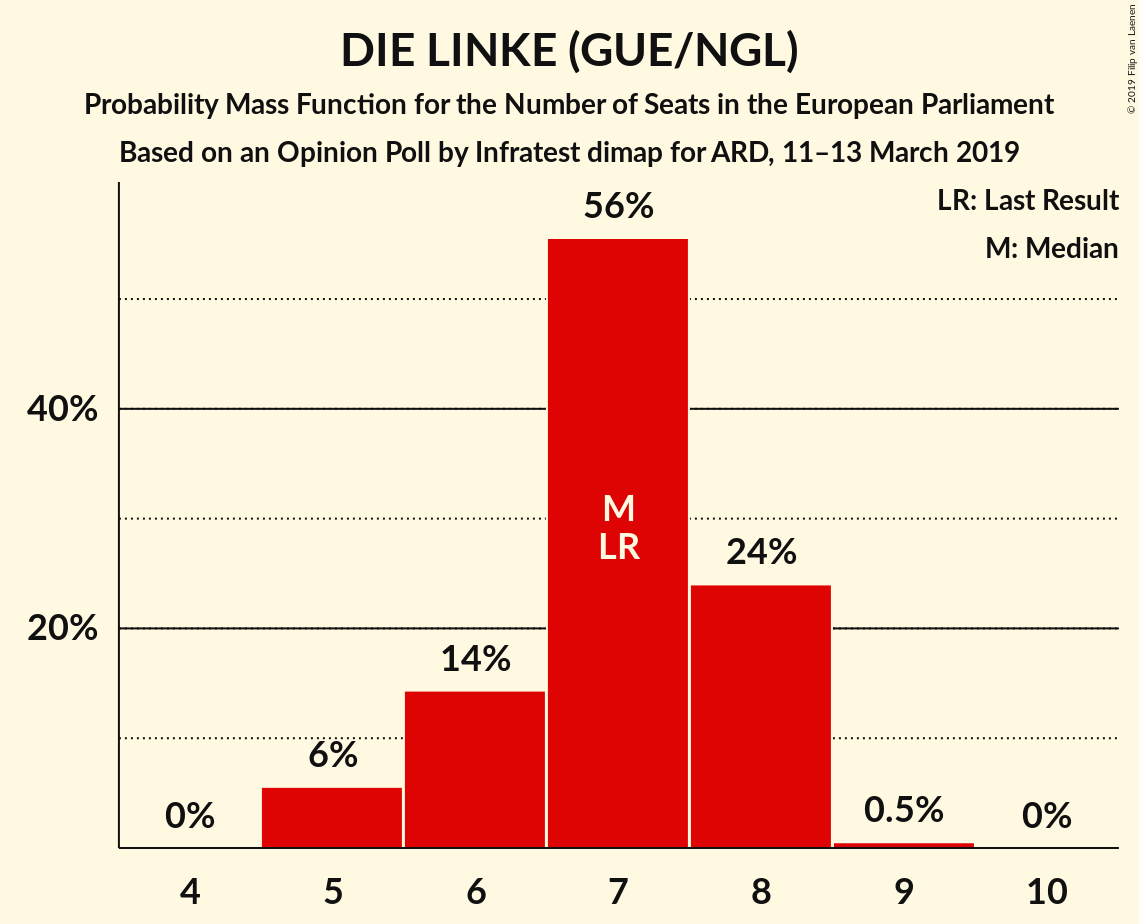 DIE LINKE (GUE/NGL)
Probability Mass Function for the Number of Seats in the European Parliament
Based on an Opinion Poll by Infratest dimap for ARD, 11–13 March 2019
© 2019 Filip van Laenen
LR: Last Result
M: Median
56%
40%
M
LR
24%
20%
14%
6%
0%
0.5%
0%
4 5 6 7 8 9 10